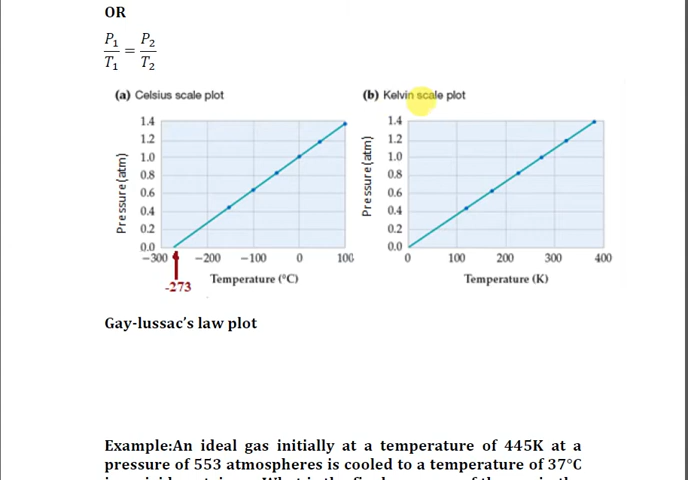 OR
P₁/T₁ = P₂/T₂
(a) Celsius scale plot
Pressure(atm)
1.4
1.2
1.0
0.8
0.6
0.4
0.2
0.0
−300 −200 −100 0 100
-273
Temperature (°C)
(b) Kelvin scale plot
Pressure(atm)
1.4
1.2
1.0
0.8
0.6
0.4
0.2
0.0
0 100 200 300 400
Temperature (K)
Gay-lussac's law plot
Example:An ideal gas initially at a temperature of 445K at a
pressure of 553 atmospheres is cooled to a temperature of 37°C